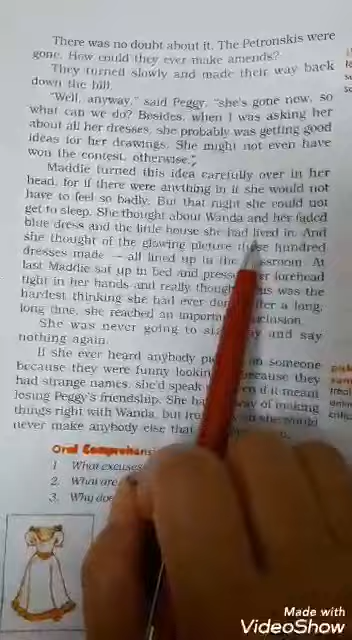 There was no doubt about it. The Petronskis were
gone. How could they ever make amends?
They turned slowly and made their way back
down the hill.
"Well, anyway," said Peggy, "she's gone now, so
what can we do? Besides, when I was asking her
about all her dresses, she probably was getting good
ideas for her drawings. She might not even have
won the contest, otherwise."
Maddie turned this idea carefully over in her
head, for if there were anything in it she would not
have to feel so badly. But that night she could not
get to sleep. She thought about Wanda and her faded
blue dress and the little house she had lived in. And
she thought of the glowing picture those hundred
dresses made — all lined up in the classroom. At
last Maddie sat up in bed and pressed her forehead
tight in her hands and really thought. This was the
hardest thinking she had ever done. After a long,
long time, she reached an important conclusion.
She was never going to stand by and say
nothing again.
If she ever heard anybody on someone
because they were funny looking because they
had strange names, she'd speak even if it meant
losing Peggy's friendship. She had way of making
things right with Wanda, but she would
never make anybody else that
Oral Comprehensi
1 What excuses
2. What are
3. Why doe
Made with
VideoShow